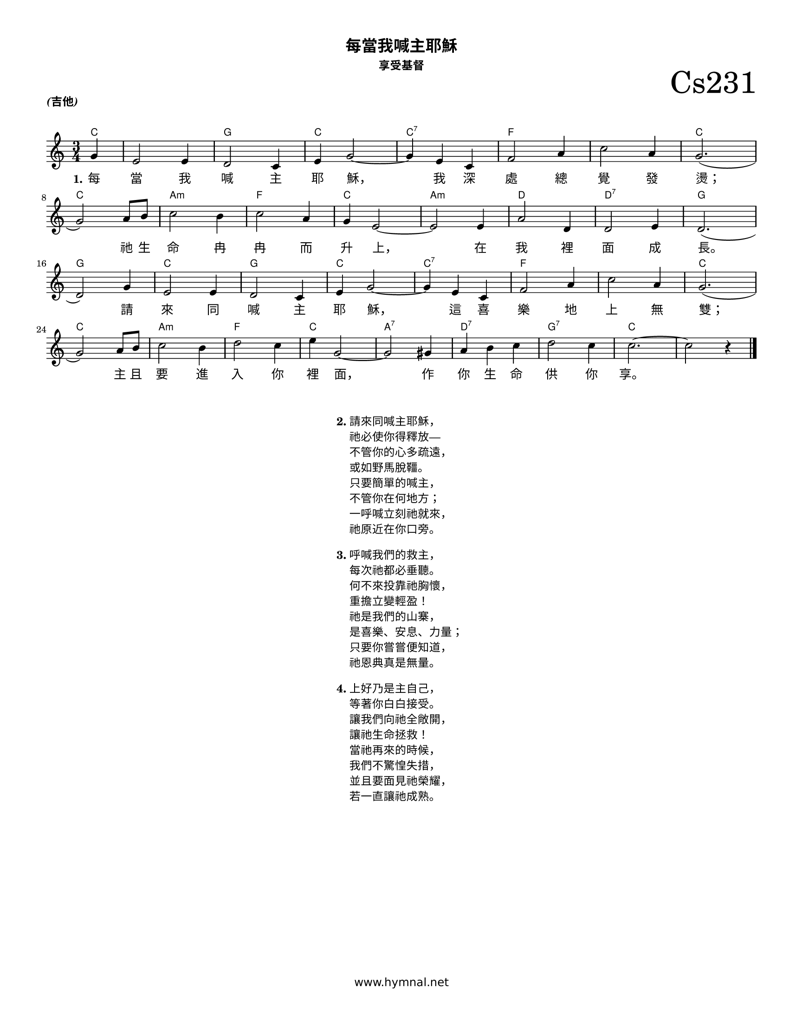 每當我喊主耶穌
享受基督
Cs231
(吉他)
C G C C7 F C
3
4
1. 每 當 我 喊 主 耶 穌， 我 深 處 總 覺 發 燙；
8 C Am F C Am D D7 G
祂 生 命 冉 冉 而 升 上， 在 我 裡 面 成 長。
16 G C G C C7 F C
請 來 同 喊 主 耶 穌， 這 喜 樂 地 上 無 雙；
24 C Am F C A7 D7 G7 C
主 且 要 進 入 你 裡 面， 作 你 生 命 供 你 享。
2. 請來同喊主耶穌，
祂必使你得釋放—
不管你的心多疏遠，
或如野馬脫韁。
只要簡單的喊主，
不管你在何地方；
一呼喊立刻祂就來，
祂原近在你口旁。
3. 呼喊我們的救主，
每次祂都必垂聽。
何不來投靠祂胸懷，
重擔立變輕盈！
祂是我們的山寨，
是喜樂、安息、力量；
只要你嘗嘗便知道，
祂恩典真是無量。
4. 上好乃是主自己，
等著你白白接受。
讓我們向祂全敞開，
讓祂生命拯救！
當祂再來的時候，
我們不驚惶失措，
並且要面見祂榮耀，
若一直讓祂成熟。
www.hymnal.net